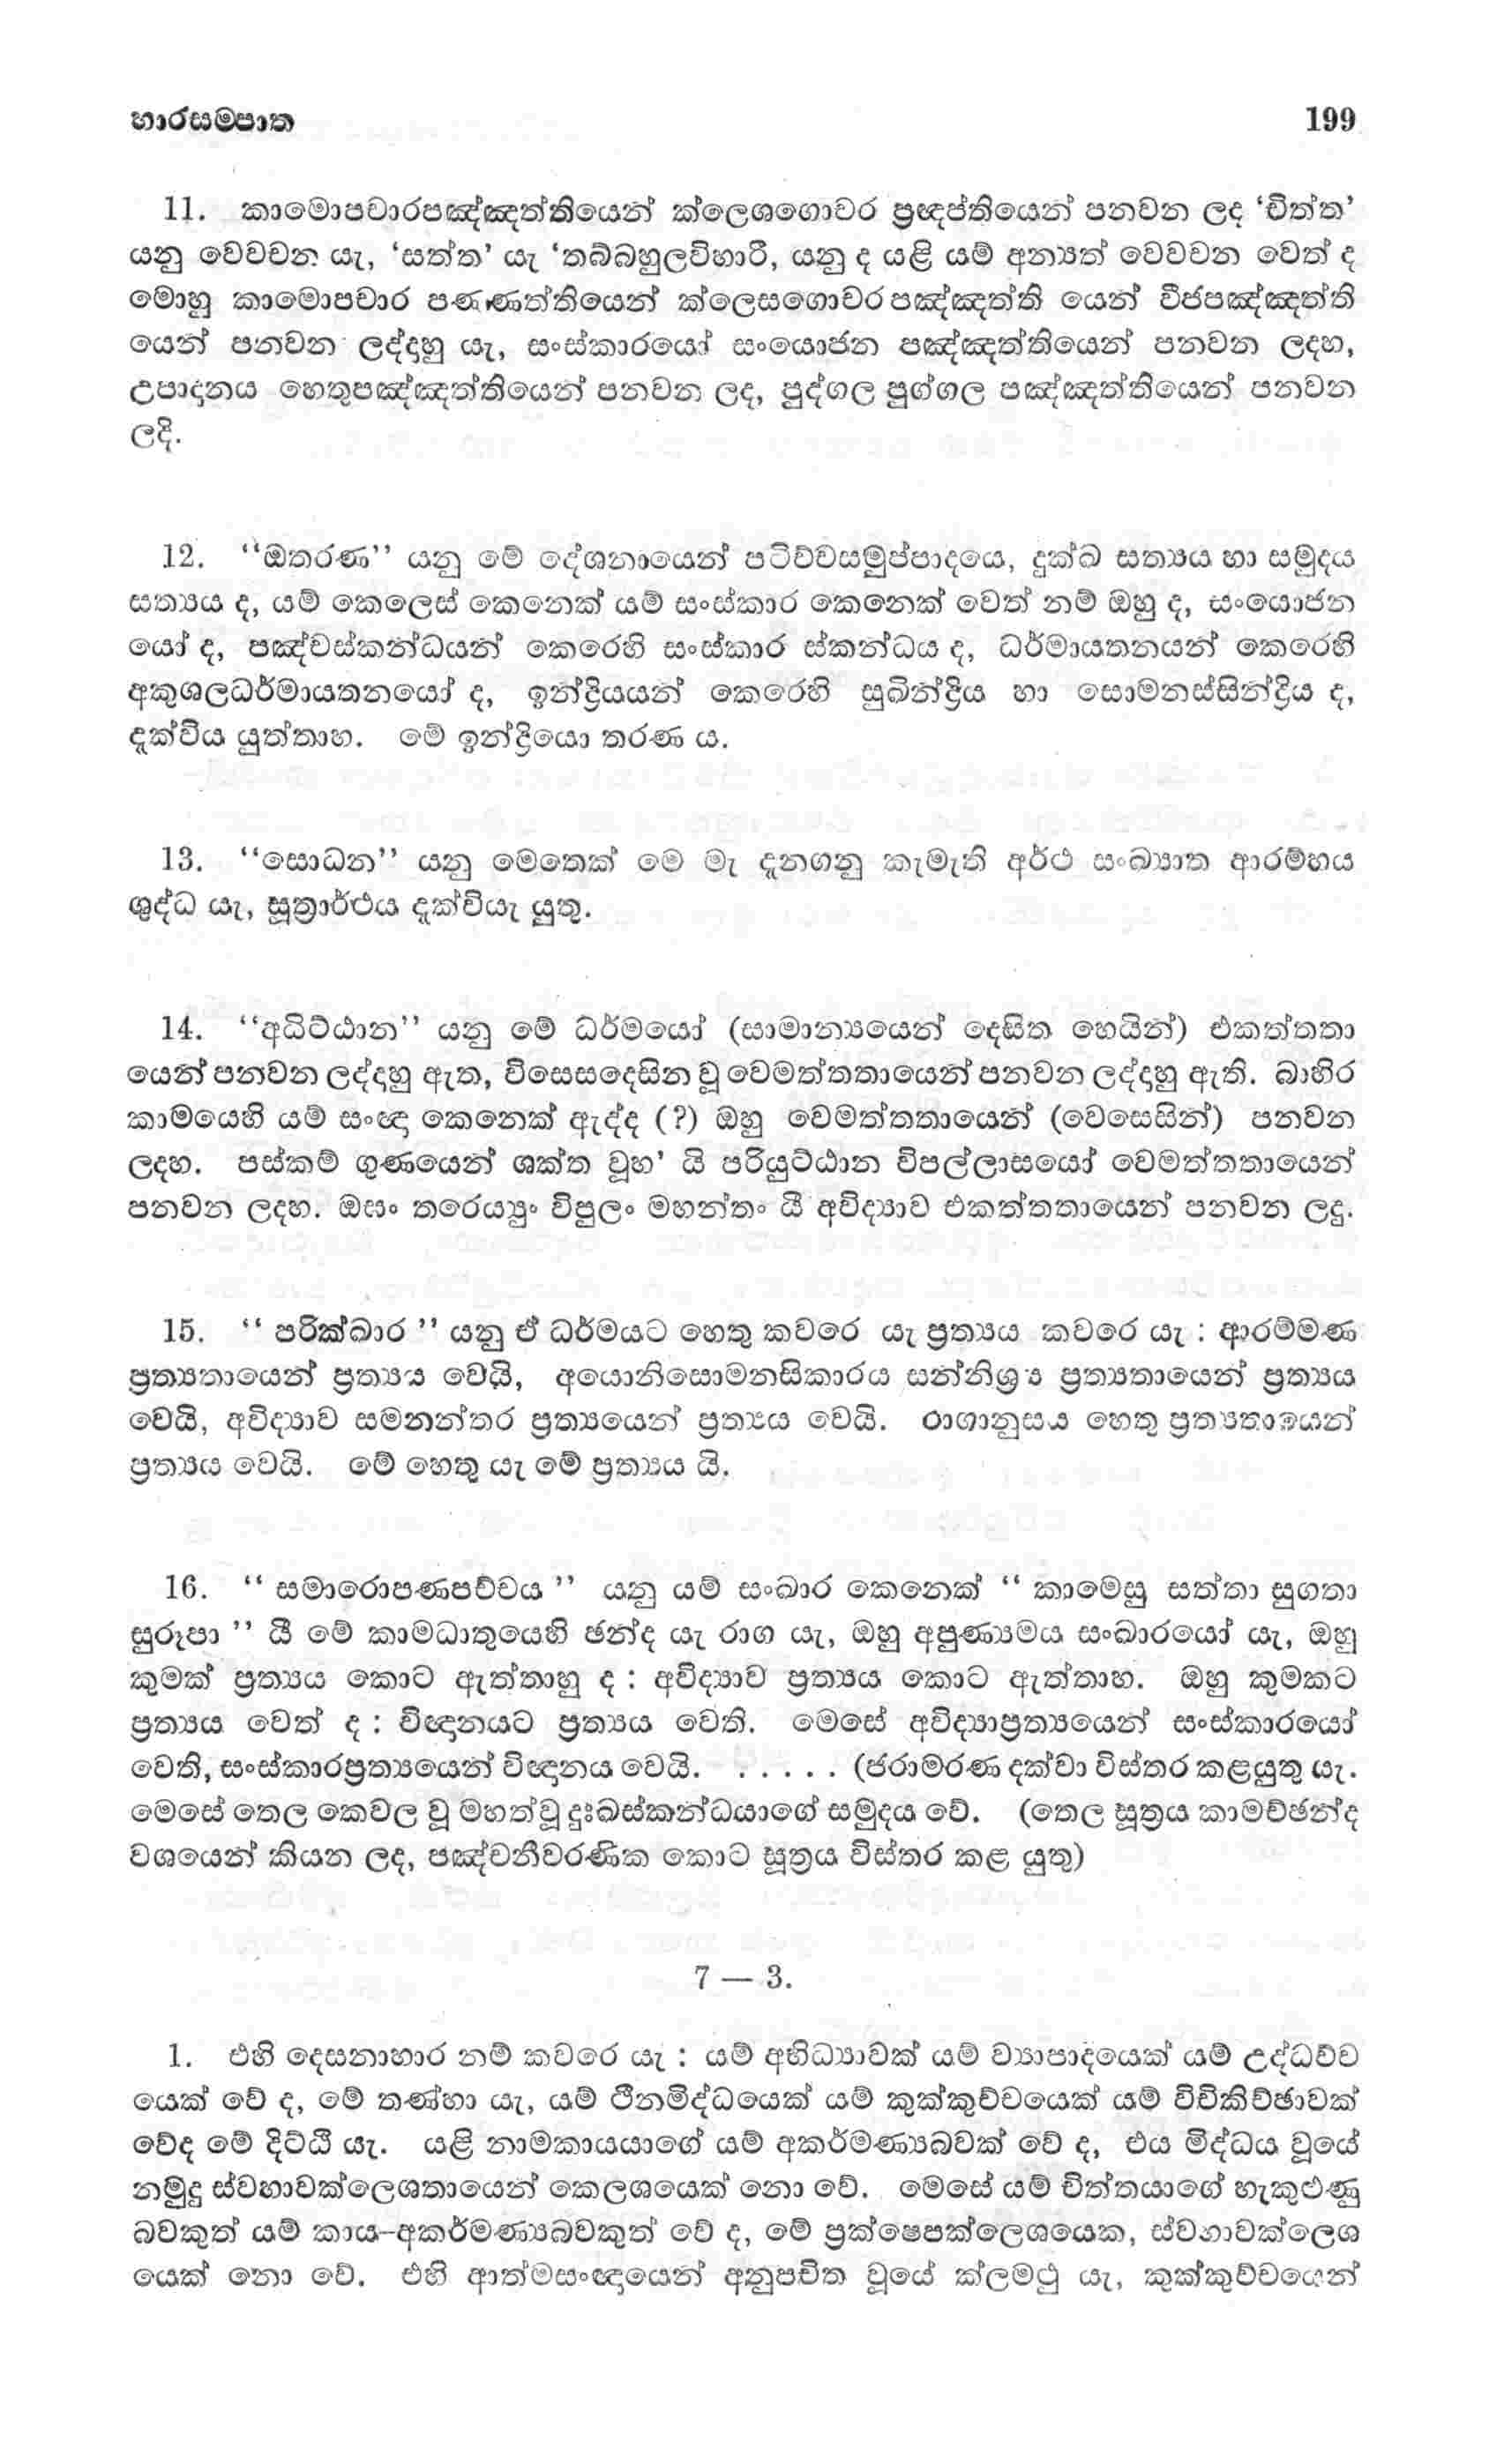 හාරසම්පාත 199
11. කාමොපචාරපඤ්ඤත්තියෙන් ක්ලෙශගොචර ප්‍රඥප්තියෙන් පනවන ලද ‘චිත්ත’
යනු වෙවචන යැ, ‘සත්ත’ යැ ‘තබ්බහුලවිහාරී, යනු ද යළි යම් අන්‍යත් වෙවචන වෙත් ද
මොහු කාමොපචාර පණ්ණත්තියෙන් ක්ලෙසගොචර පඤ්ඤත්ති යෙන් වීජපඤ්ඤත්ති
යෙන් පනවන ලද්දාහු යැ, සංස්කාරයෝ සංයොජන පඤ්ඤත්තියෙන් පනවන ලදහ,
උපාදානය හෙතුපඤ්ඤත්තියෙන් පනවන ලද, පුද්ගල පුග්ගල පඤ්ඤත්තියෙන් පනවන
ලදි.
12. ‘‘ඔතරණ’’ යනු මේ දේශනායෙන් පටිච්චසමුප්පාදයෙ, දුක්ඛ සත්‍යය හා සමුදය
සත්‍යය ද, යම් කෙලෙස් කෙනෙක් යම් සංස්කාර කෙනෙක් වෙත් නම් ඔහු ද, සංයොජන
යෝ ද, පඤ්චස්කන්ධයන් කෙරෙහි සංස්කාර ස්කන්ධය ද, ධර්මායතනයන් කෙරෙහි
අකුශලධර්මායතනයෝ ද, ඉන්ද්‍රියයන් කෙරෙහි සුඛින්ද්‍රිය හා සොමනස්සින්ද්‍රිය ද,
දැක්විය යුත්තාහ. මේ ඉන්ද්‍රියො තරණ ය.
13. ‘‘සොධන’’ යනු මෙතෙක් මෙ මැ දැනගනු කැමැති අර්ථ සංඛ්‍යාත ආරම්භය
ශුද්ධ යැ, සූත්‍රාර්ථය දැක්වියැ යුතු.
14. ‘‘අධිට්ඨාන’’ යනු මේ ධර්මයෝ (සාමාන්‍යයෙන් දෙසිත හෙයින්) එකත්තතා
යෙන් පනවන ලද්දාහු ඇත, විසෙසදෙසින වූ වෙමත්තතායෙන් පනවන ලද්දාහු ඇති. බාහිර
කාමයෙහි යම් සංඥා කෙනෙක් ඇද්ද (?) ඔහු වෙමත්තතායෙන් (වෙසෙසින්) පනවන
ලදහ. පස්කම් ගුණයෙන් ශක්ත වූහ’ යි පරියුට්ඨාන විපල්ලාසයෝ වෙමත්තතායෙන්
පනවන ලදහ. ඔඝං තරෙය්‍යුං විපුලං මහන්තං යී අවිද්‍යාව එකත්තතායෙන් පනවන ලදු.
15. ‘‘ පරික්ඛාර ’’ යනු ඒ ධර්මයට හෙතු කවරෙ යැ ප්‍රත්‍යය කවරෙ යැ : ආරම්මණ
ප්‍රත්‍යතායෙන් ප්‍රත්‍යය වෙයි, අයොනිසොමනසිකාරය සන්නිශ්‍රය ප්‍රත්‍යතායෙන් ප්‍රත්‍යය
වෙයි, අවිද්‍යාව සමනන්තර ප්‍රත්‍යයෙන් ප්‍රත්‍යය වෙයි. රාගානුසය හෙතු ප්‍රත්‍යතායෙන්
ප්‍රත්‍යය වෙයි. මේ හෙතු යැ මේ ප්‍රත්‍යය යි.
16. ‘‘ සමාරොපණපච්චය ’’ යනු යම් සංඛාර කෙනෙක් ‘‘ කාමෙසු සත්තා සුගතා
සුරූපා ’’ යී මේ කාමධාතුයෙහි ඡන්ද යැ රාග යැ, ඔහු අපුණ්‍යමය සංඛාරයෝ යැ, ඔහු
කුමක් ප්‍රත්‍යය කොට ඇත්තාහු ද : අවිද්‍යාව ප්‍රත්‍යය කොට ඇත්තාහ. ඔහු කුමකට
ප්‍රත්‍යය වෙත් ද : විඥානයට ප්‍රත්‍යය වෙති. මෙසේ අවිද්‍යාප්‍රත්‍යයෙන් සංස්කාරයෝ
වෙති, සංස්කාරප්‍රත්‍යයෙන් විඥානය වෙයි. . . . . . . (ජරාමරණ දක්වා විස්තර කළයුතු යැ.
මෙසේ තෙල කෙවල වූ මහත්වූ දුඃඛස්කන්ධයාගේ සමුදය වේ. (තෙල සූත්‍රය කාමච්ඡන්ද
වශයෙන් කියන ලද, පඤ්චනීවරණික කොට සූත්‍රය විස්තර කළ යුතු)
7 — 3.
1. එහි දෙසනාහාර නම් කවරෙ යැ : යම් අභිධ්‍යාවක් යම් ව්‍යාපාදයෙක් යම් උද්ධච්ච
යෙක් වේ ද, මේ තණ්හා යැ, යම් ථීනමිද්ධයෙක් යම් කුක්කුච්චයෙක් යම් විචිකිච්ඡාවක්
වේද මේ දිට්ඨි යැ. යළි නාමකායයාගේ යම් අකර්මණ්‍යබවක් වේ ද, එය මිද්ධය වූයේ
නමුදු ස්වභාවක්ලෙශතායෙන් කෙලශයෙක් නො වේ. මෙසේ යම් චිත්තයාගේ හැකුළුණු
බවකුත් යම් කාය-අකර්මණ්‍යබවකුත් වේ ද, මේ ප්‍රක්ෂෙපක්ලෙශයෙක, ස්වභාවක්ලෙශ
යෙක් නො වේ. එහි ආත්මසංඥායෙන් අනුපචිත වූයේ ක්ලමථු යැ, කුක්කුච්චයෙන්